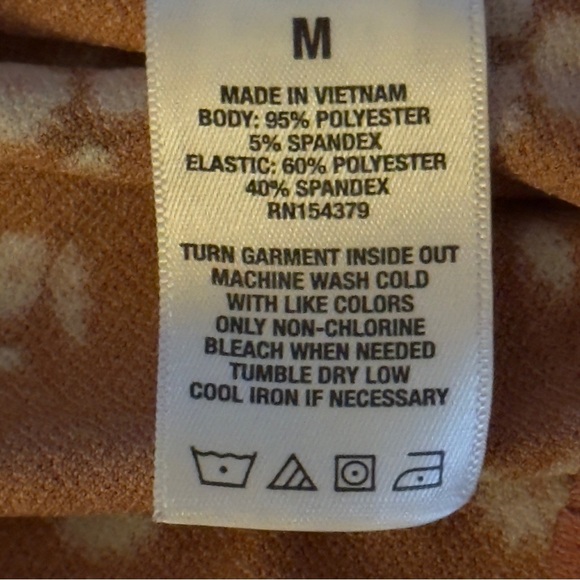 M
MADE IN VIETNAM
BODY: 95% POLYESTER
5% SPANDEX
ELASTIC: 60% POLYESTER
40% SPANDEX
RN154379
TURN GARMENT INSIDE OUT
MACHINE WASH COLD
WITH LIKE COLORS
ONLY NON-CHLORINE
BLEACH WHEN NEEDED
TUMBLE DRY LOW
COOL IRON IF NECESSARY